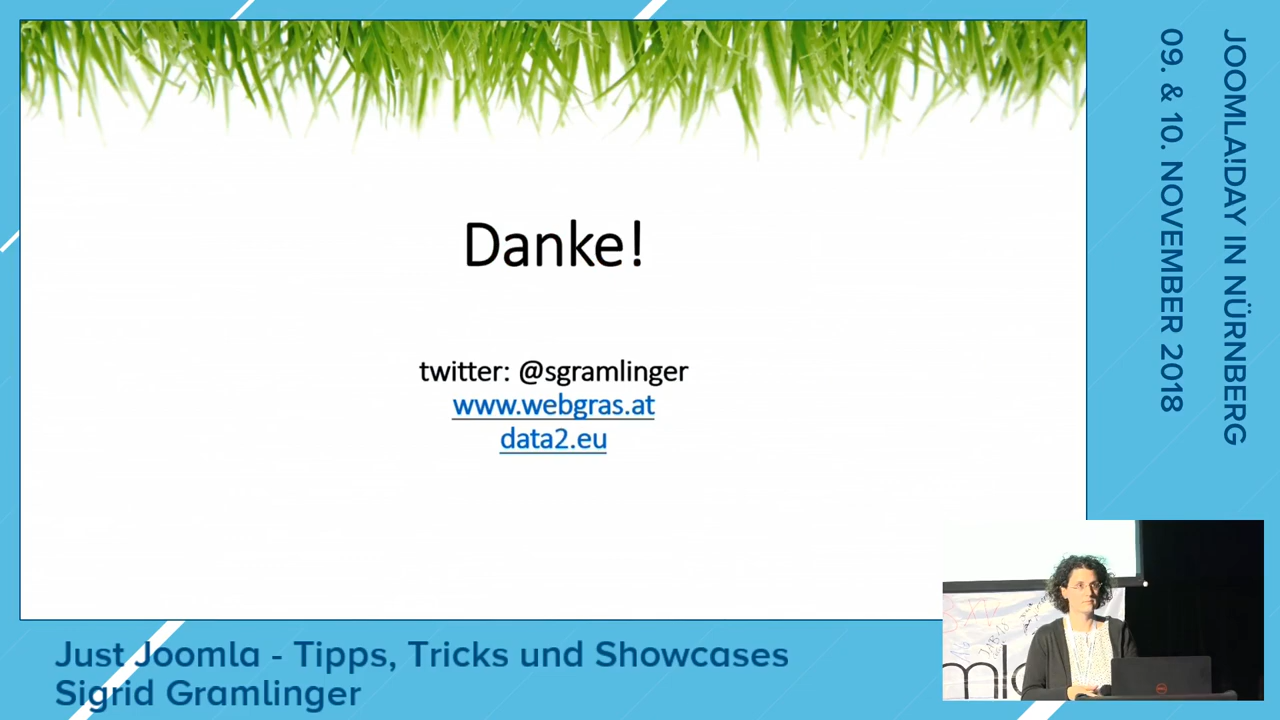 Danke!
twitter: @sgramlinger
www.webgras.at
data2.eu
JOOMLA!DAY IN NÜRNBERG
09. & 10. NOVEMBER 2018
Just Joomla - Tipps, Tricks und Showcases
Sigrid Gramlinger